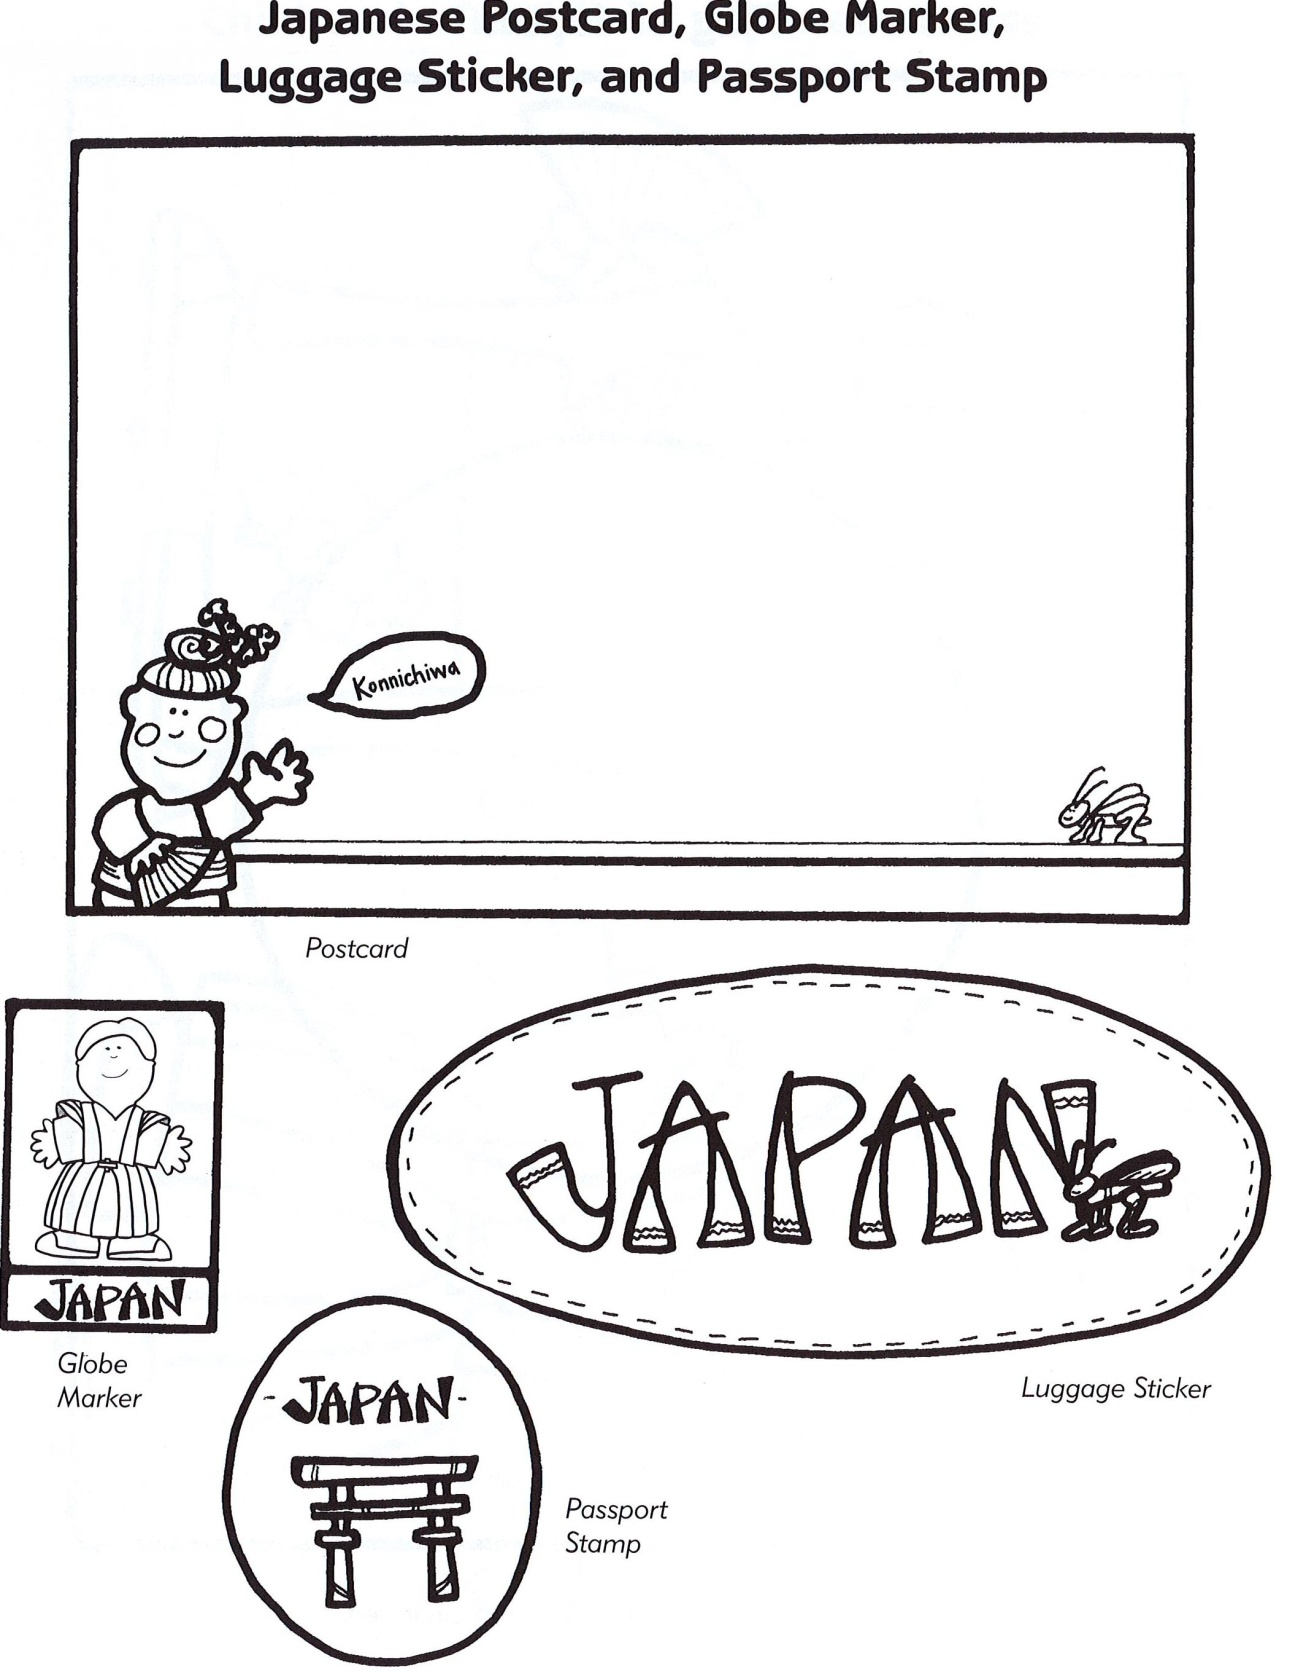 Japanese Postcard, Globe Marker,
Luggage Sticker, and Passport Stamp
Konnichiwa
Postcard
JAPAN
JAPAN
Globe
Marker
Luggage Sticker
-JAPAN-
Passport
Stamp